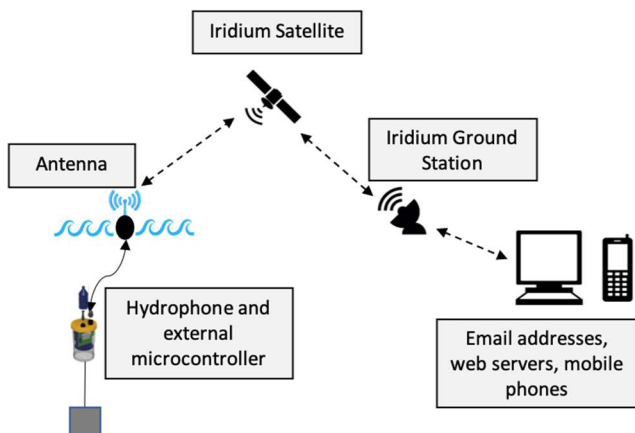 Iridium Satellite
Antenna
Iridium Ground
Station
Hydrophone and
external
microcontroller
Email addresses,
web servers, mobile
phones